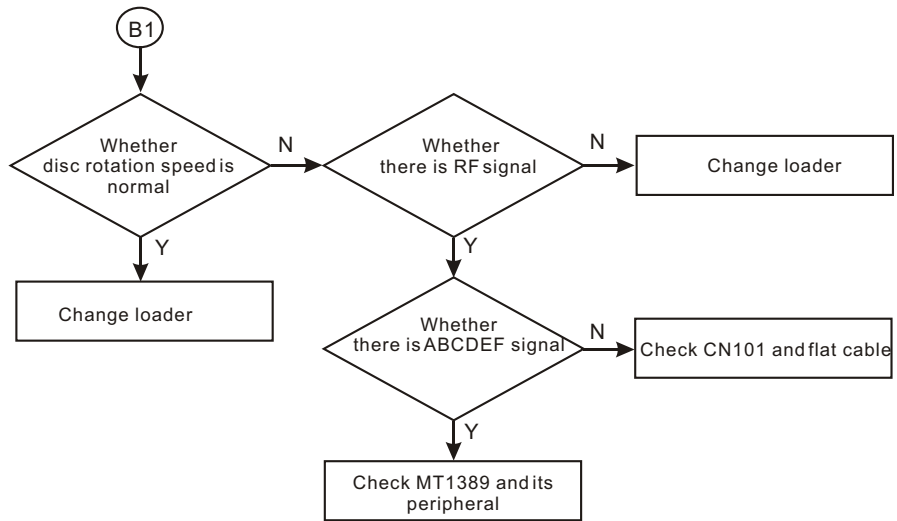 B1
Whether
disc rotation speed is
normal
N
Whether
there is RF signal
N
Change loader
Y
Change loader
Y
Whether
there is ABCDEF signal
N
Check CN101 and flat cable
Y
Check MT1389 and its
peripheral